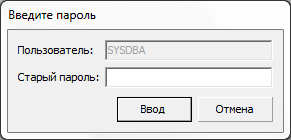 Введите пароль
Пользователь: SYSDBA
Старый пароль:
Ввод Отмена